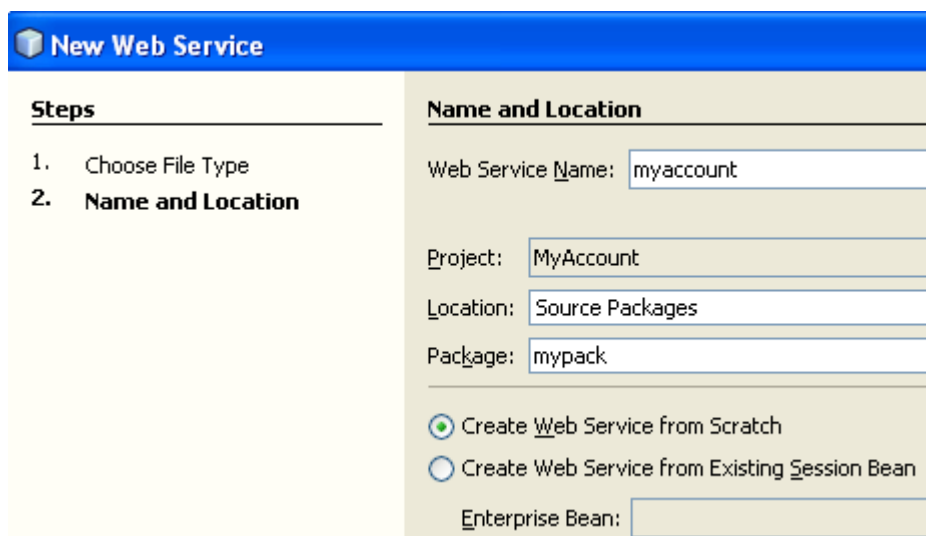 New Web Service
Steps
1. Choose File Type
2. Name and Location
Name and Location
Web Service Name: myaccount
Project: MyAccount
Location: Source Packages
Package: mypack
Create Web Service from Scratch
Create Web Service from Existing Session Bean
Enterprise Bean: